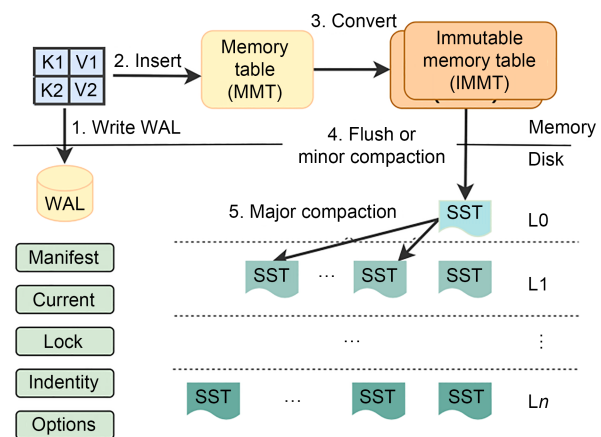 3. Convert
K1 V1
K2 V2
2. Insert
Memory
table
(MMT)
Immutable
memory table
(IMMT)
1. Write WAL
4. Flush or
minor compaction
Memory
Disk
WAL
5. Major compaction
SST
L0
Manifest
Current
Lock
Indentity
Options
SST ... SST SST L1
... ⋮
SST ... SST SST Ln